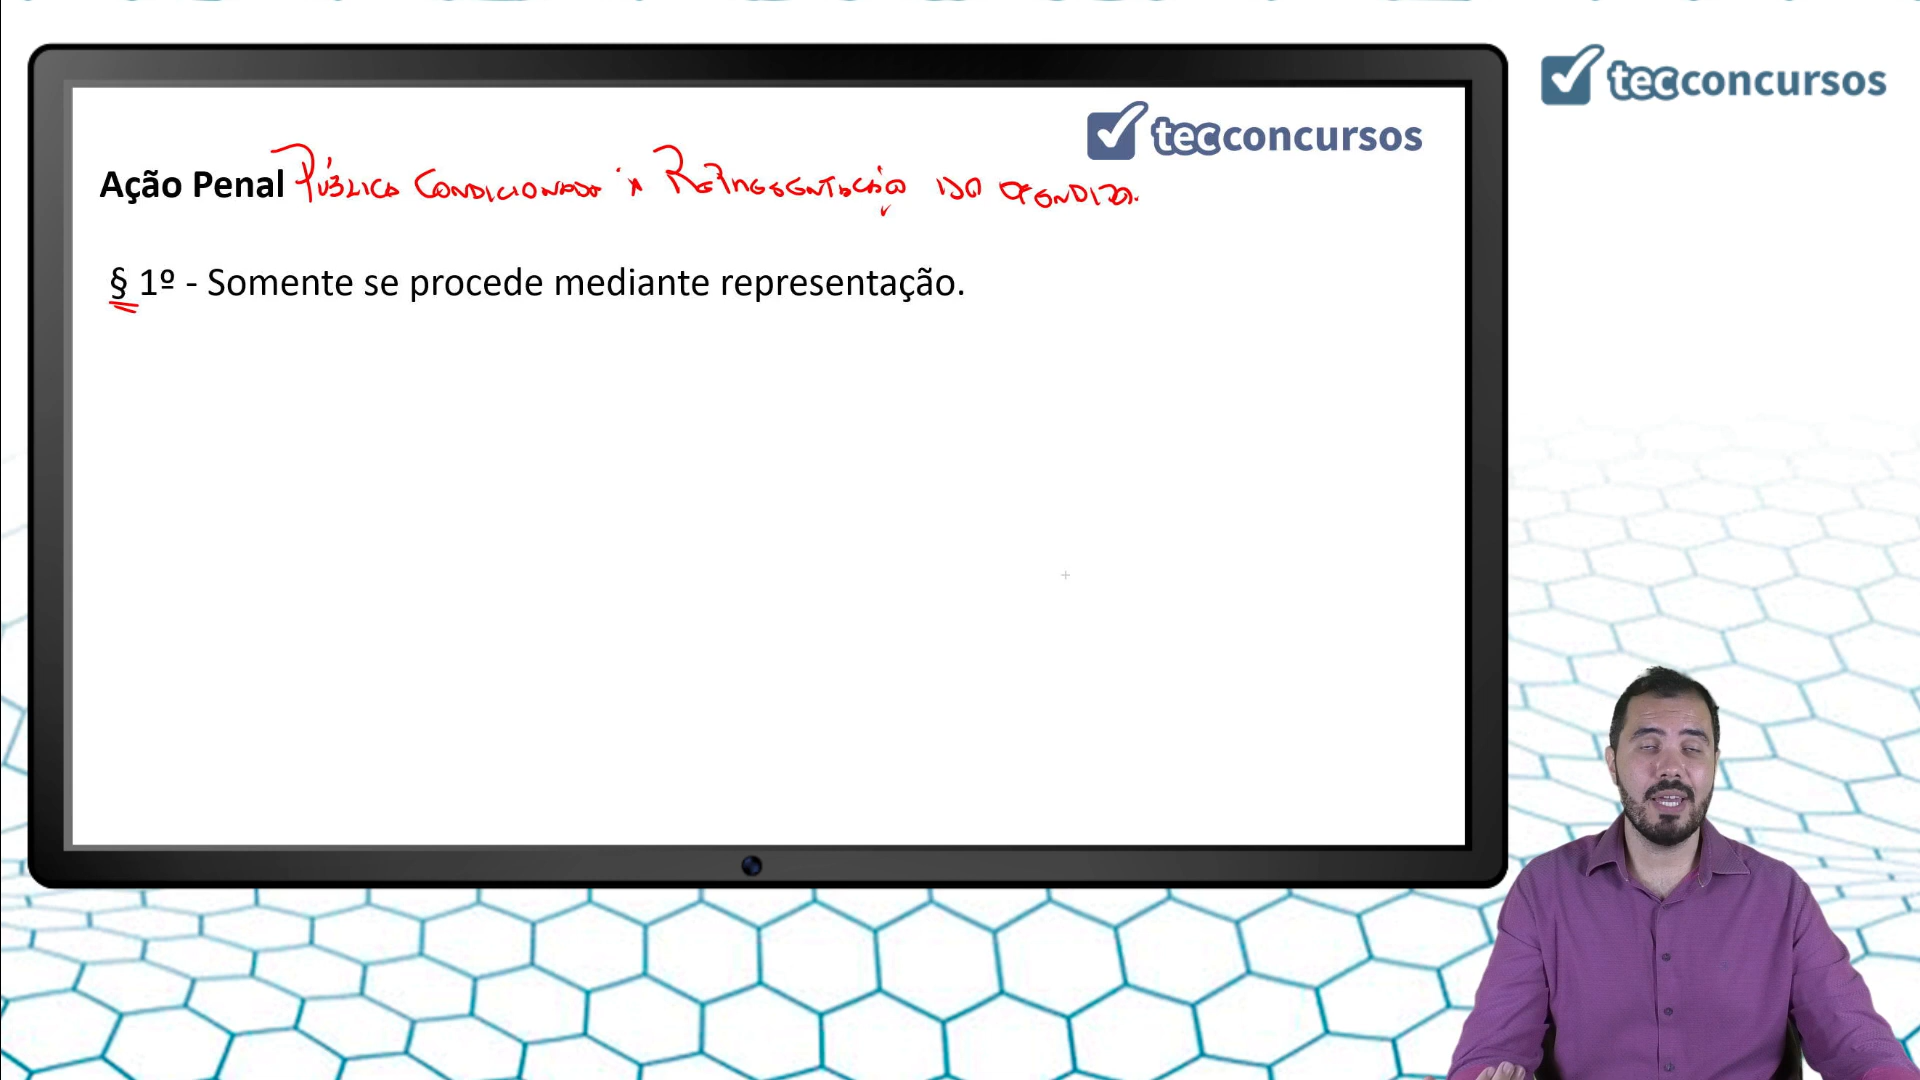 tecconcursos
tecconcursos
Ação Penal PÚBLICA CONDICIONADA À REPRESENTAÇÃO DO OFENDIDO.
§ 1º - Somente se procede mediante representação.